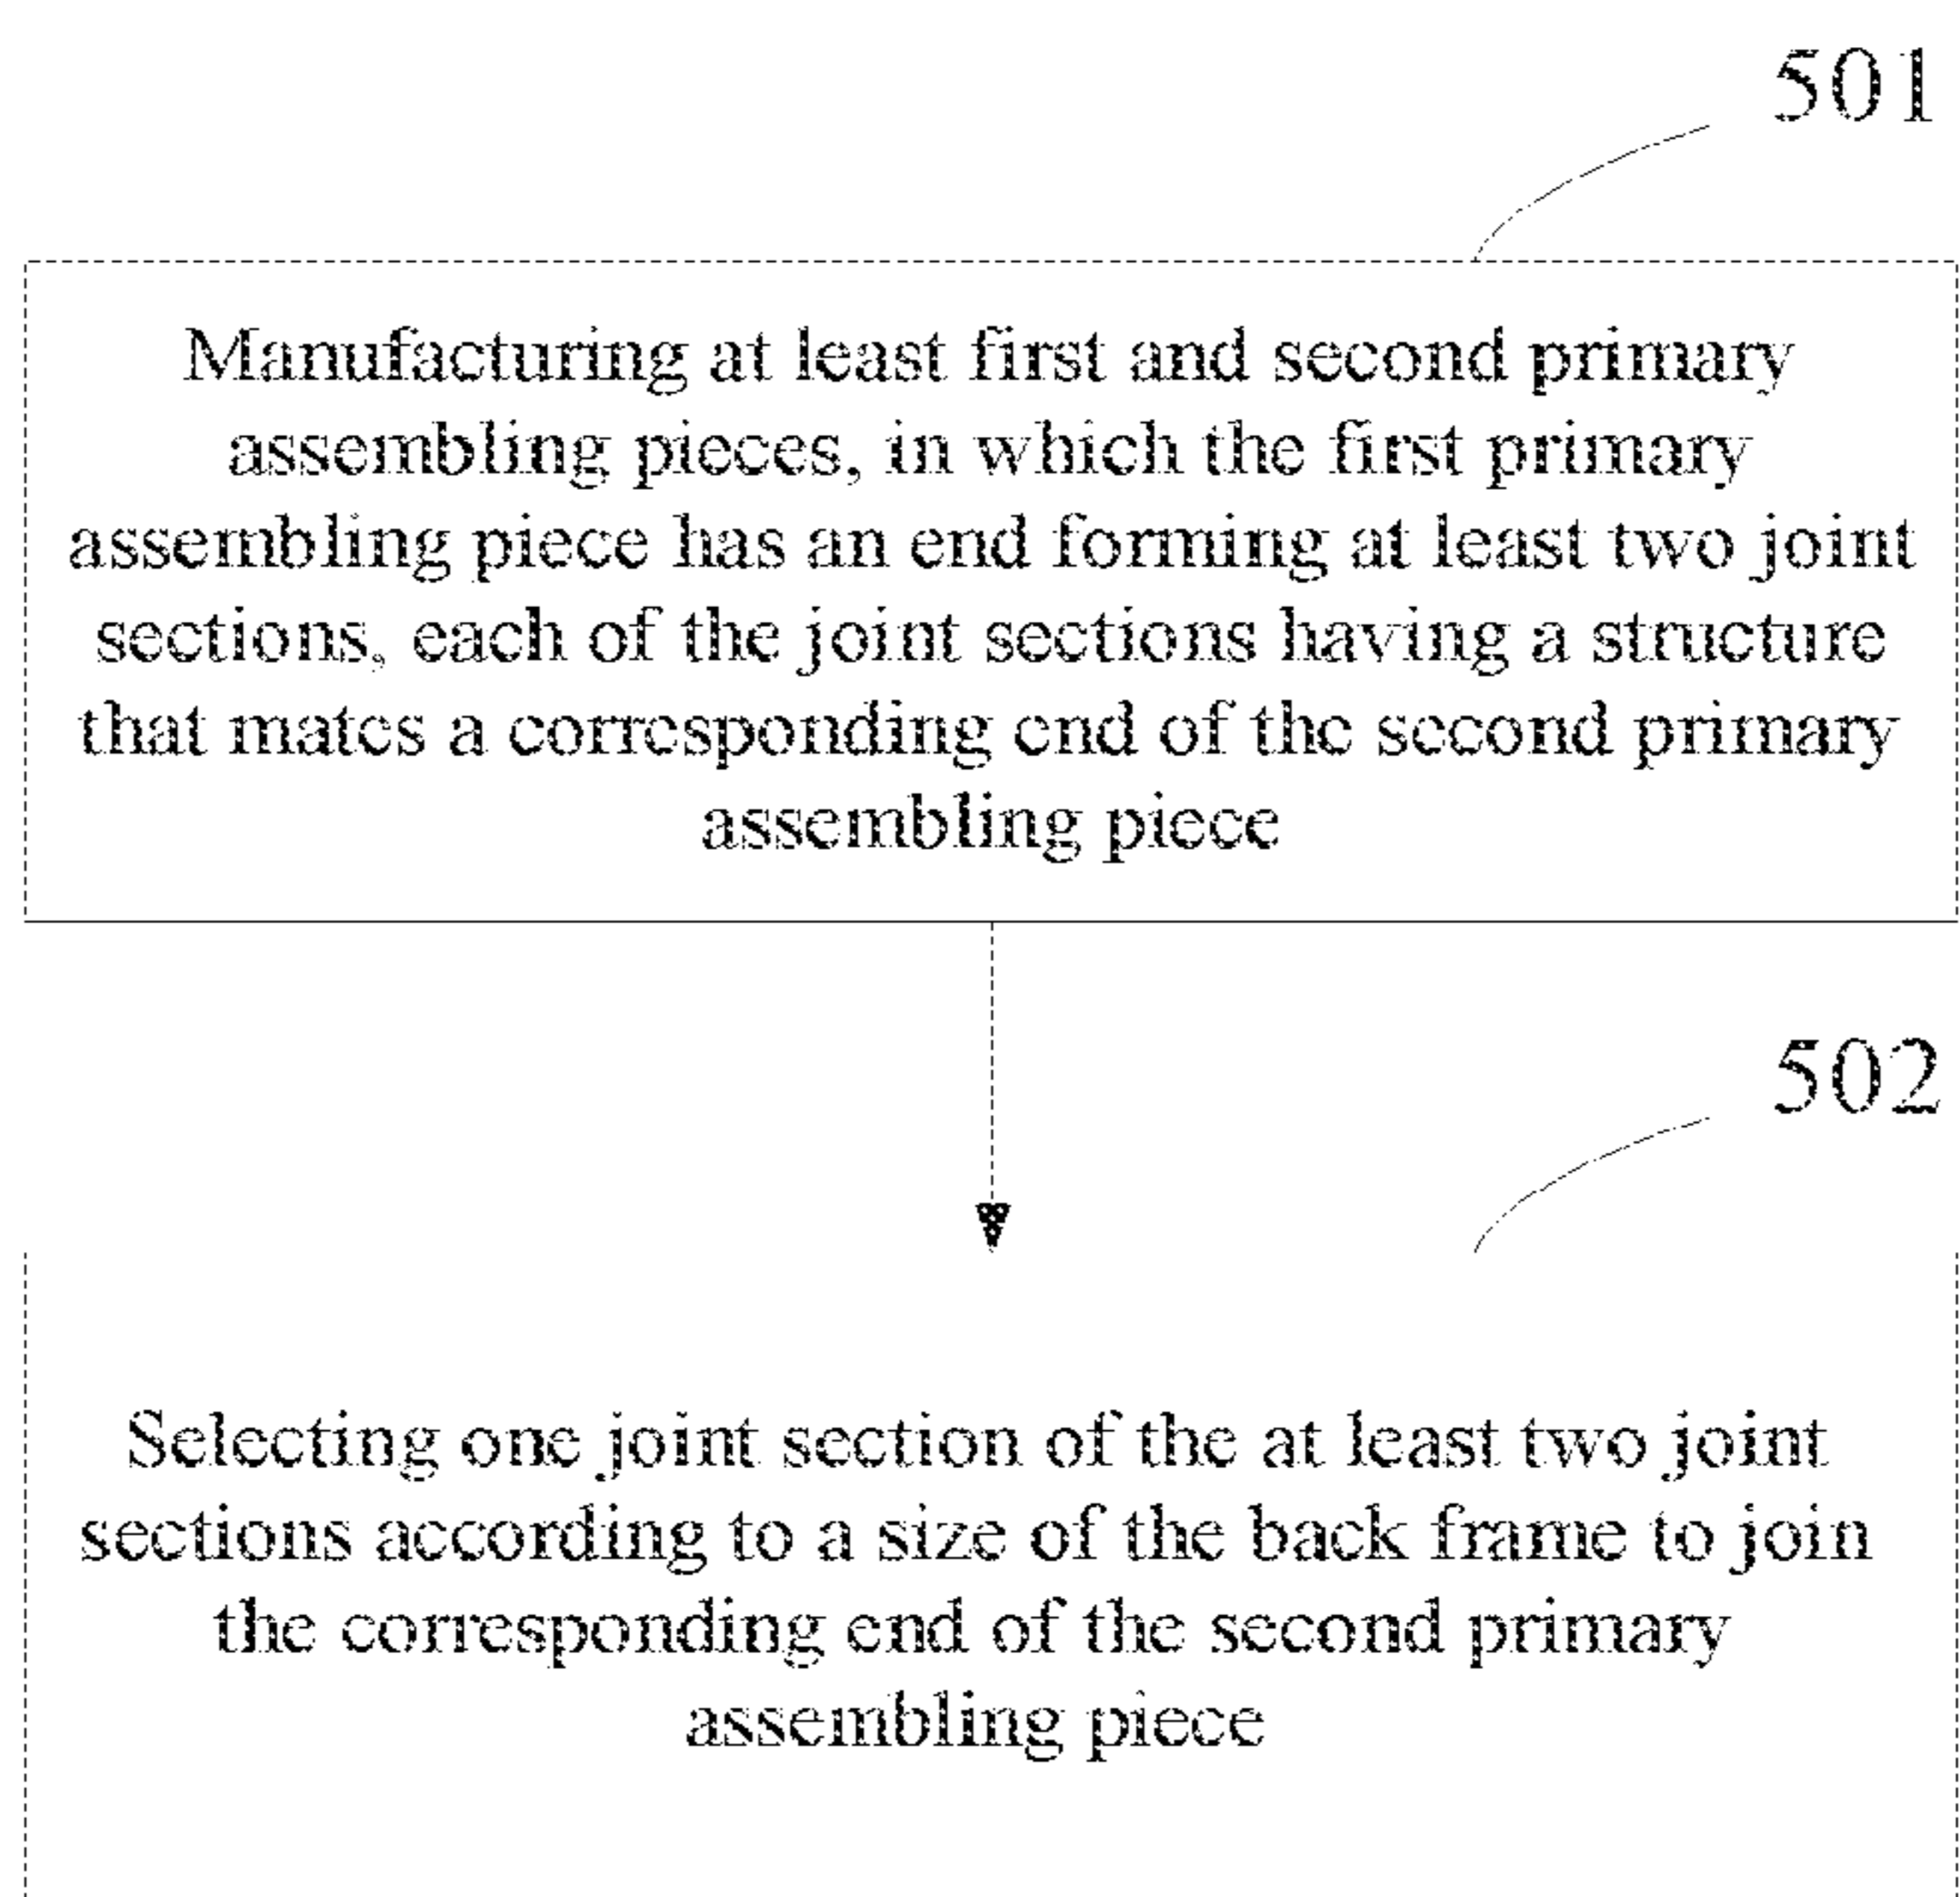 501
Manufacturing at least first and second primary
assembling pieces, in which the first primary
assembling piece has an end forming at least two joint
sections, each of the joint sections having a structure
that mates a corresponding end of the second primary
assembling piece
502
Selecting one joint section of the at least two joint
sections according to a size of the back frame to join
the corresponding end of the second primary
assembling piece